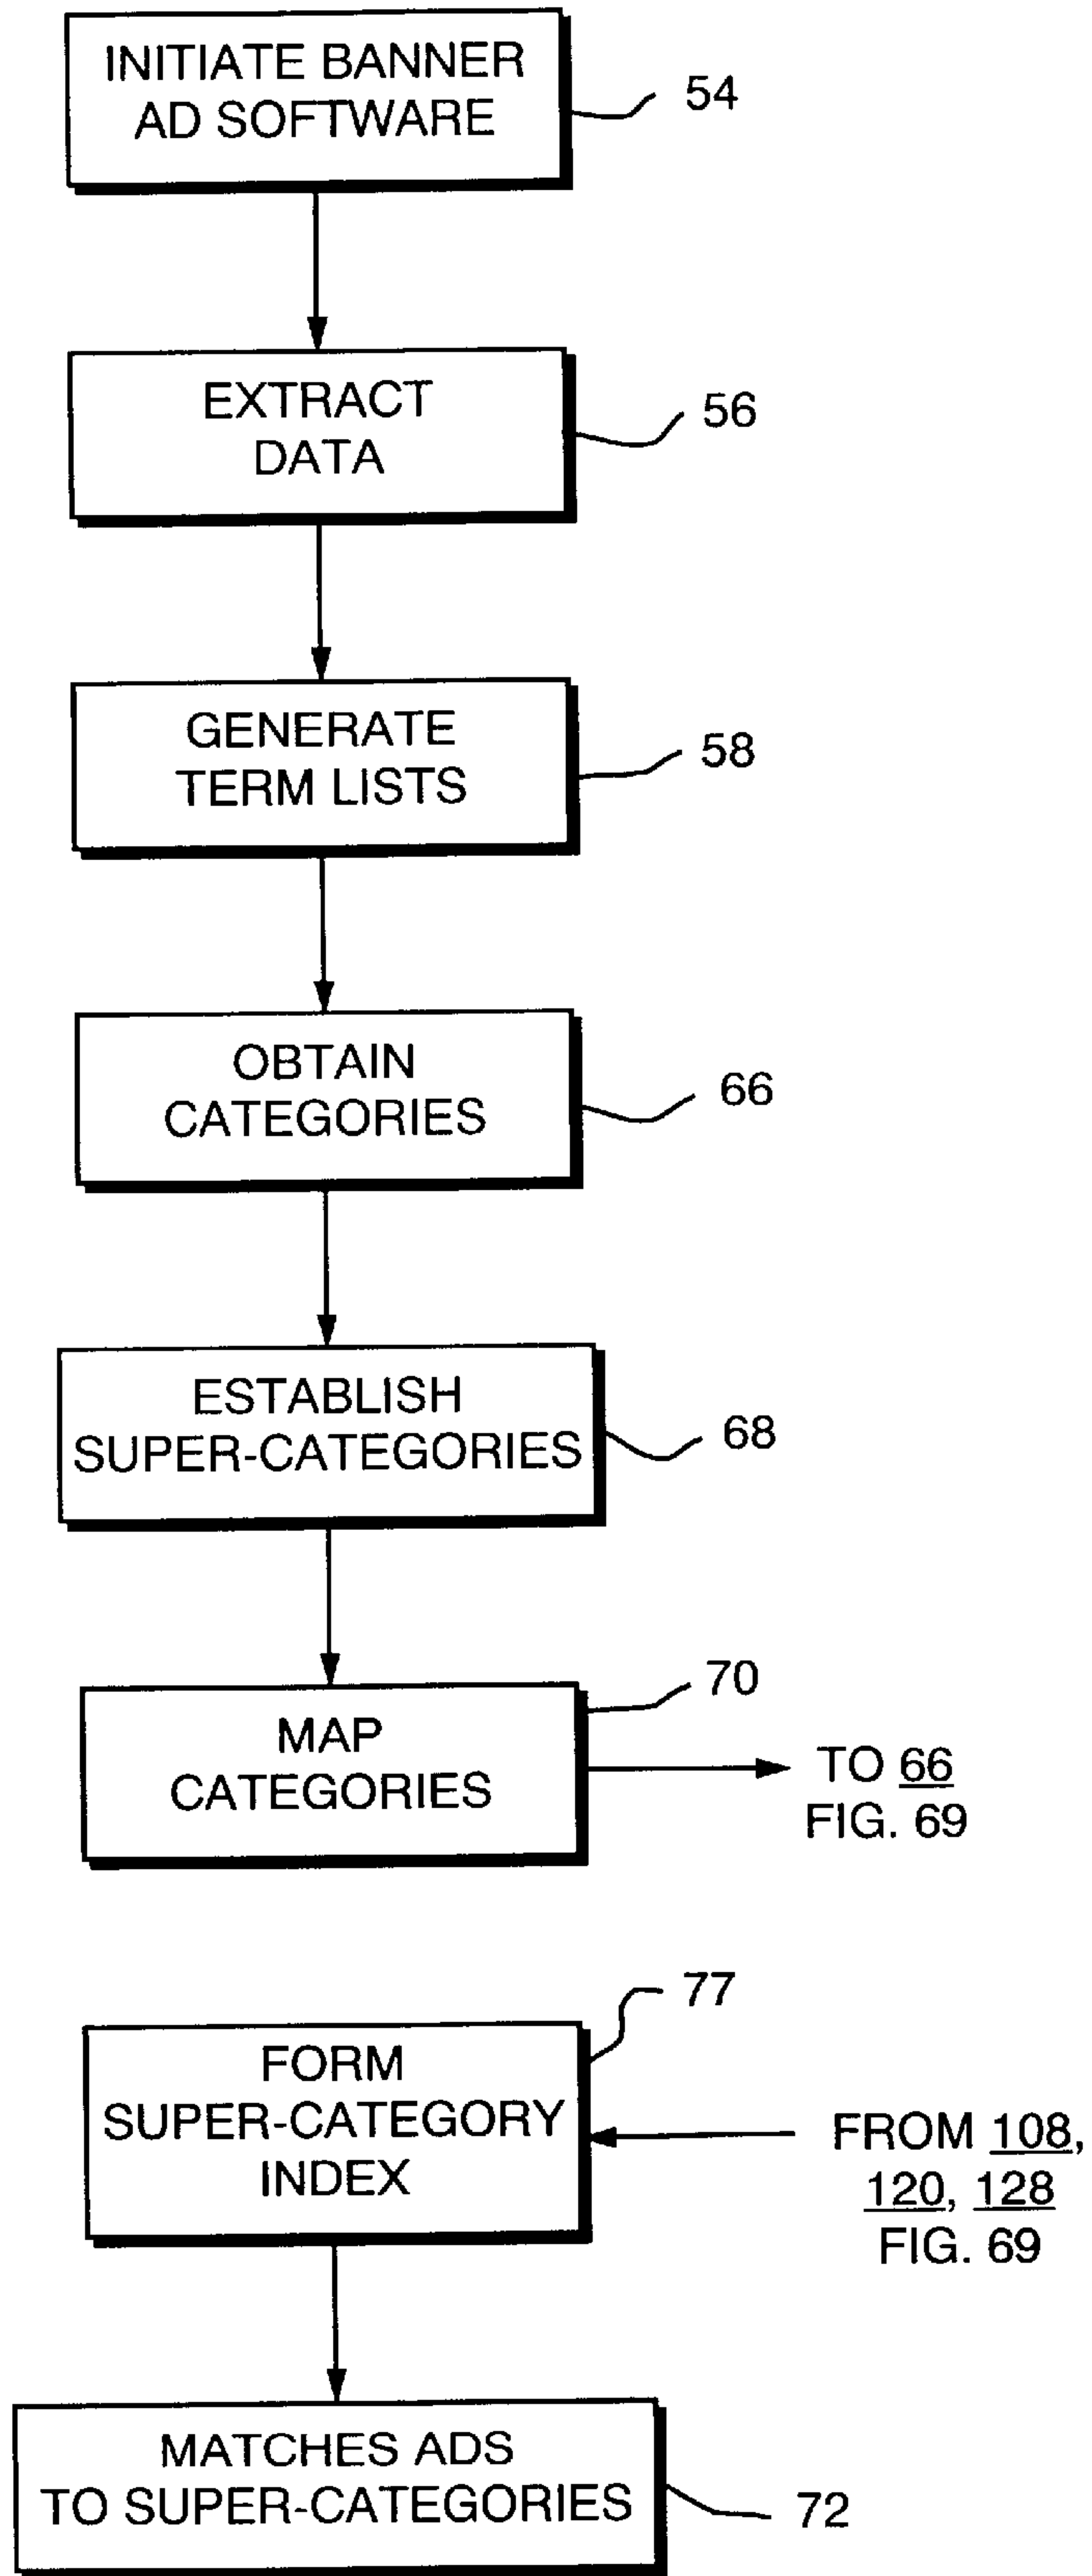 INITIATE BANNER
AD SOFTWARE
54
EXTRACT
DATA
56
GENERATE
TERM LISTS
58
OBTAIN
CATEGORIES
66
ESTABLISH
SUPER-CATEGORIES
68
70
MAP
CATEGORIES
TO 66
FIG. 69
77
FORM
SUPER-CATEGORY
INDEX
FROM 108,
120, 128
FIG. 69
MATCHES ADS
TO SUPER-CATEGORIES
72